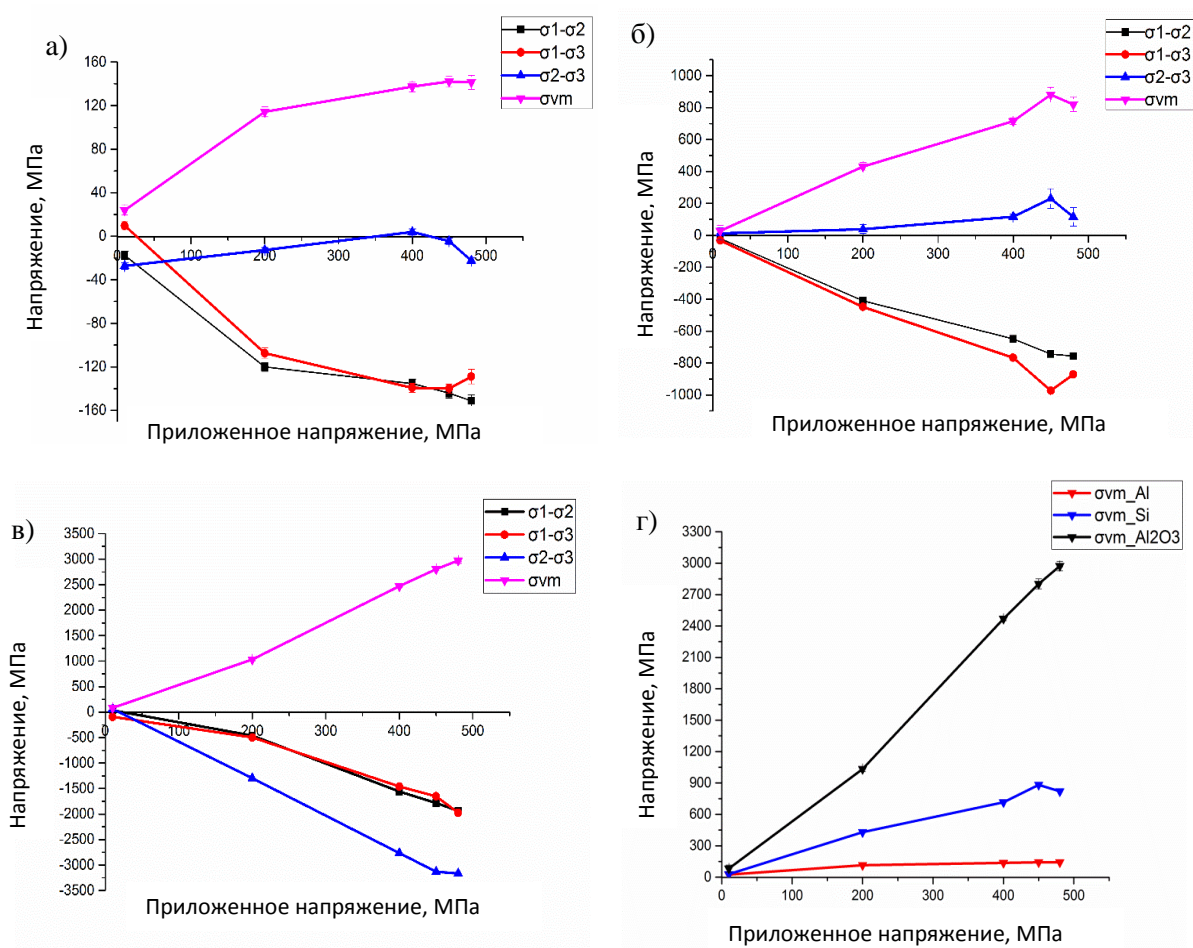 а)
σ1-σ2
σ1-σ3
σ2-σ3
σvm
160
120
80
40
0
-40
-80
-120
-160
100
200
300
400
500
Напряжение, МПа
Приложенное напряжение, МПа
б)
σ1-σ2
σ1-σ3
σ2-σ3
σvm
1000
800
600
400
200
0
-200
-400
-600
-800
-1000
0
100
200
300
400
500
Напряжение, МПа
Приложенное напряжение, МПа
в)
σ1-σ2
σ1-σ3
σ2-σ3
σvm
3500
3000
2500
2000
1500
1000
500
0
-500
-1000
-1500
-2000
-2500
-3000
-3500
0
100
200
300
400
500
Напряжение, МПа
Приложенное напряжение, МПа
г)
σvm_Al
σvm_Si
σvm_Al2O3
3000
2700
2400
2100
1800
1500
1200
900
600
300
0
0
100
200
300
400
500
Напряжение, МПа
Приложенное напряжение, МПа